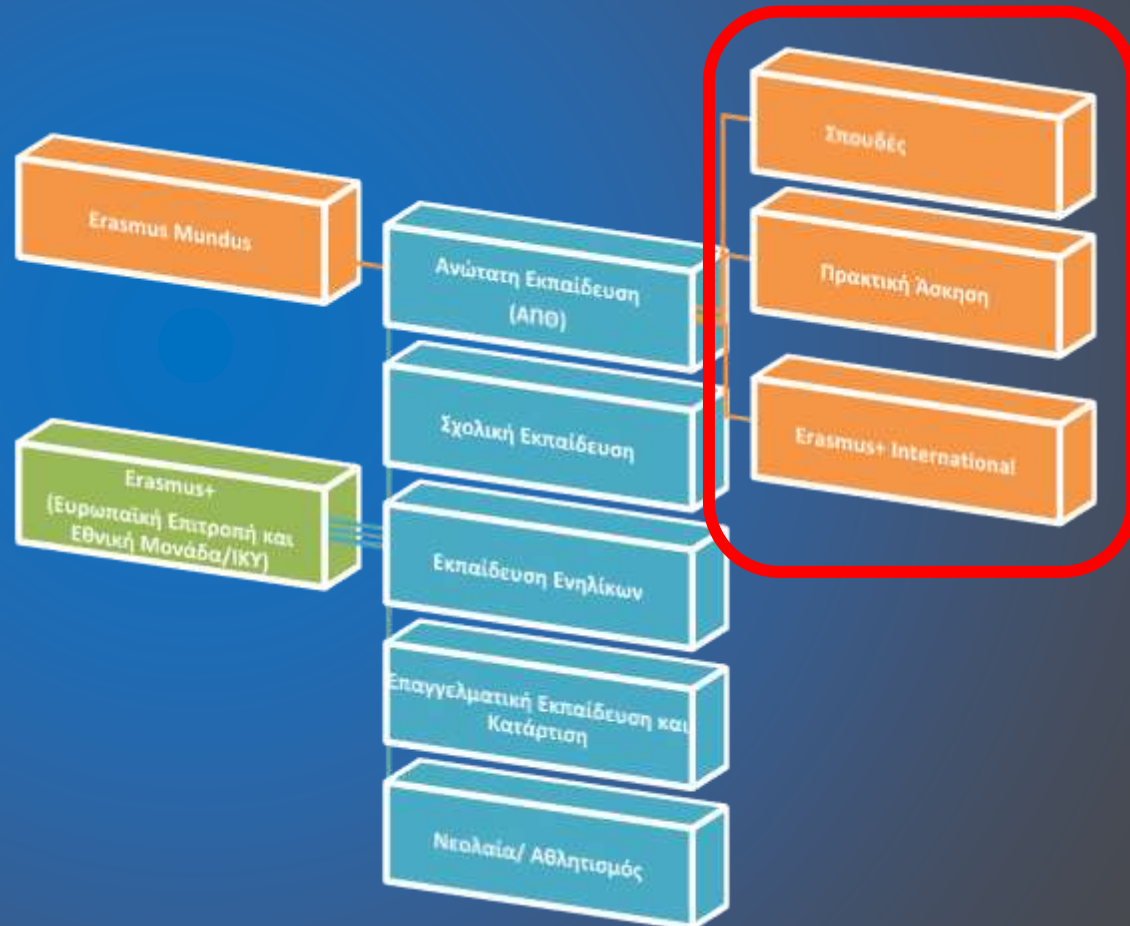 Erasmus Mundus
Erasmus+
(Ευρωπαϊκή Επιτροπή και
Εθνική Μονάδα/ΙΚΥ)
Ανώτατη Εκπαίδευση
(ΑΠΘ)
Σχολική Εκπαίδευση
Εκπαίδευση Ενηλίκων
Επαγγελματική Εκπαίδευση και
Κατάρτιση
Νεολαία/ Αθλητισμός
Σπουδές
Πρακτική Άσκηση
Erasmus+ International